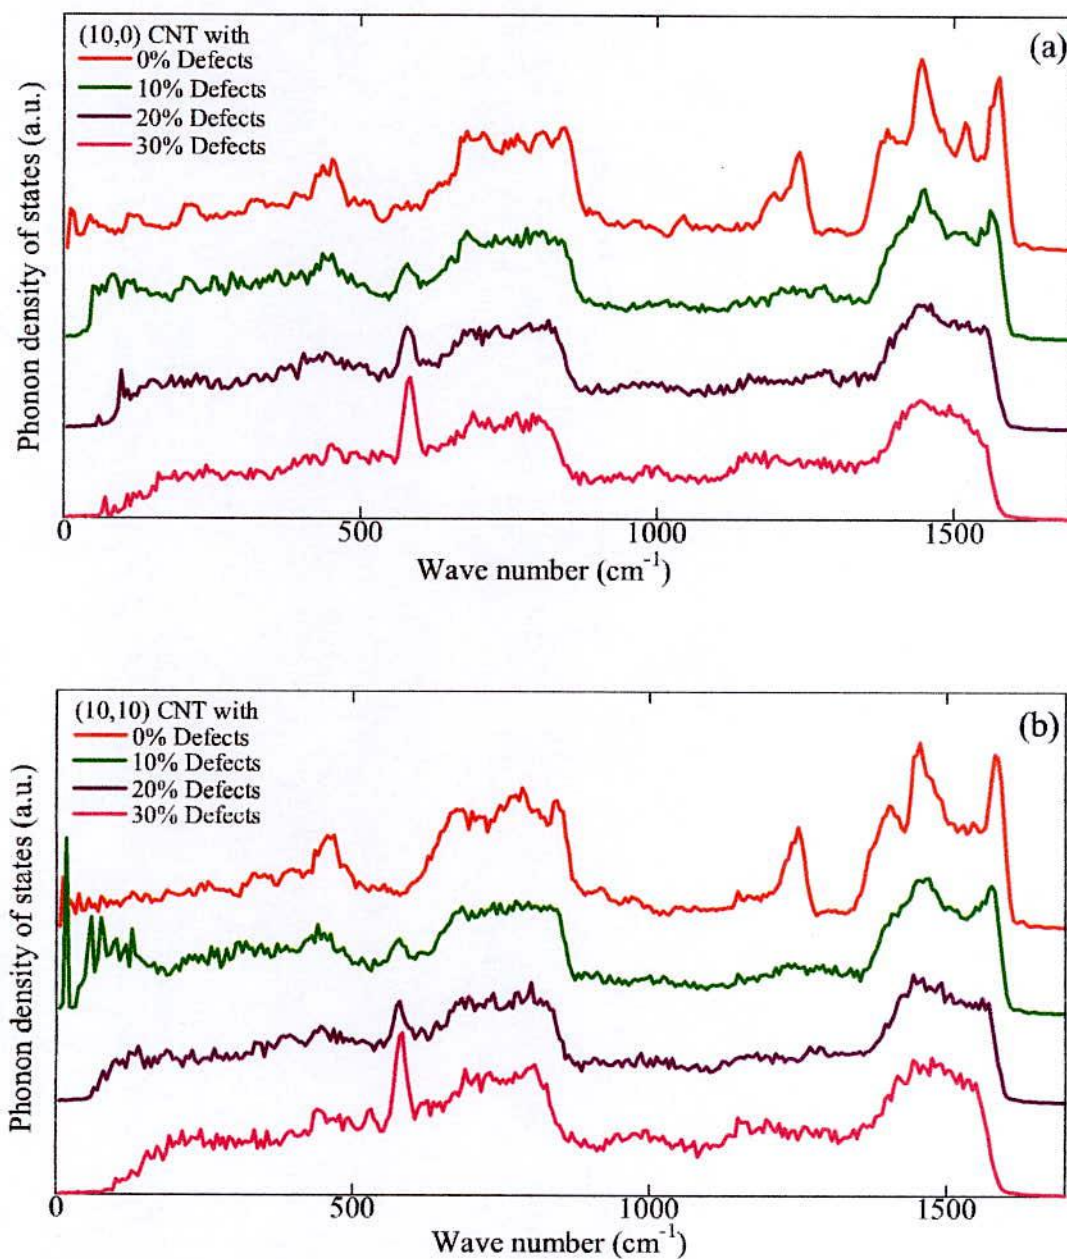 (10,0) CNT with
0% Defects
10% Defects
20% Defects
30% Defects
(a)
Phonon density of states (a.u.)
0
500
1000
1500
Wave number (cm⁻¹)
(10,10) CNT with
0% Defects
10% Defects
20% Defects
30% Defects
(b)
Phonon density of states (a.u.)
0
500
1000
1500
Wave number (cm⁻¹)